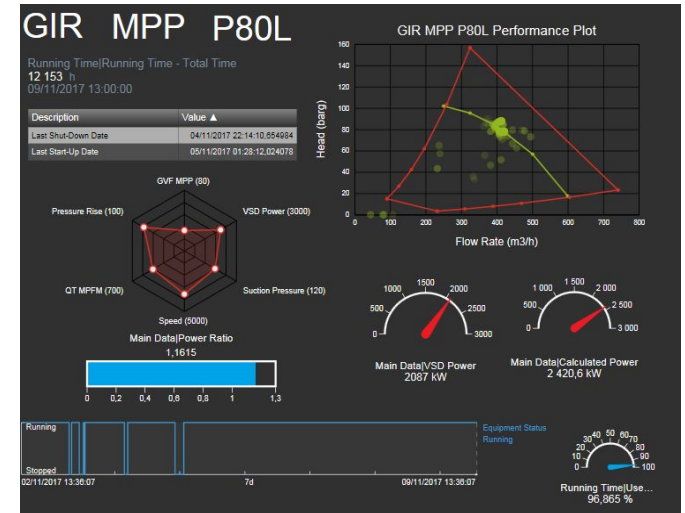 GIR MPP P80L
Running Time|Running Time - Total Time
12 153 h
09/11/2017 13:00:00
Description Value ▲
Last Shut-Down Date 04/11/2017 22:14:10,654984
Last Start-Up Date 05/11/2017 01:28:12,024078
GVF MPP (80)
Pressure Rise (100)
VSD Power (3000)
QT MPFM (700)
Suction Pressure (120)
Speed (5000)
Main Data|Power Ratio
1,1615
0 0,2 0,4 0,6 0,8 1 1,3
GIR MPP P80L Performance Plot
Head (barg)
160
140
120
100
80
60
40
20
0
0 100 200 300 400 500 600 700 800
Flow Rate (m3/h)
0 500 1000 1500 2000 2500 3000
Main Data|VSD Power
2087 kW
0 500 1 000 1 500 2 000 2 500 3 000
Main Data|Calculated Power
2 420,6 kW
Running
Stopped
02/11/2017 13:36:07 7d 09/11/2017 13:36:07
Equipment Status
Running
0 10 20 30 40 50 60 70 80 90 100
Running Time|Use...
96,865 %